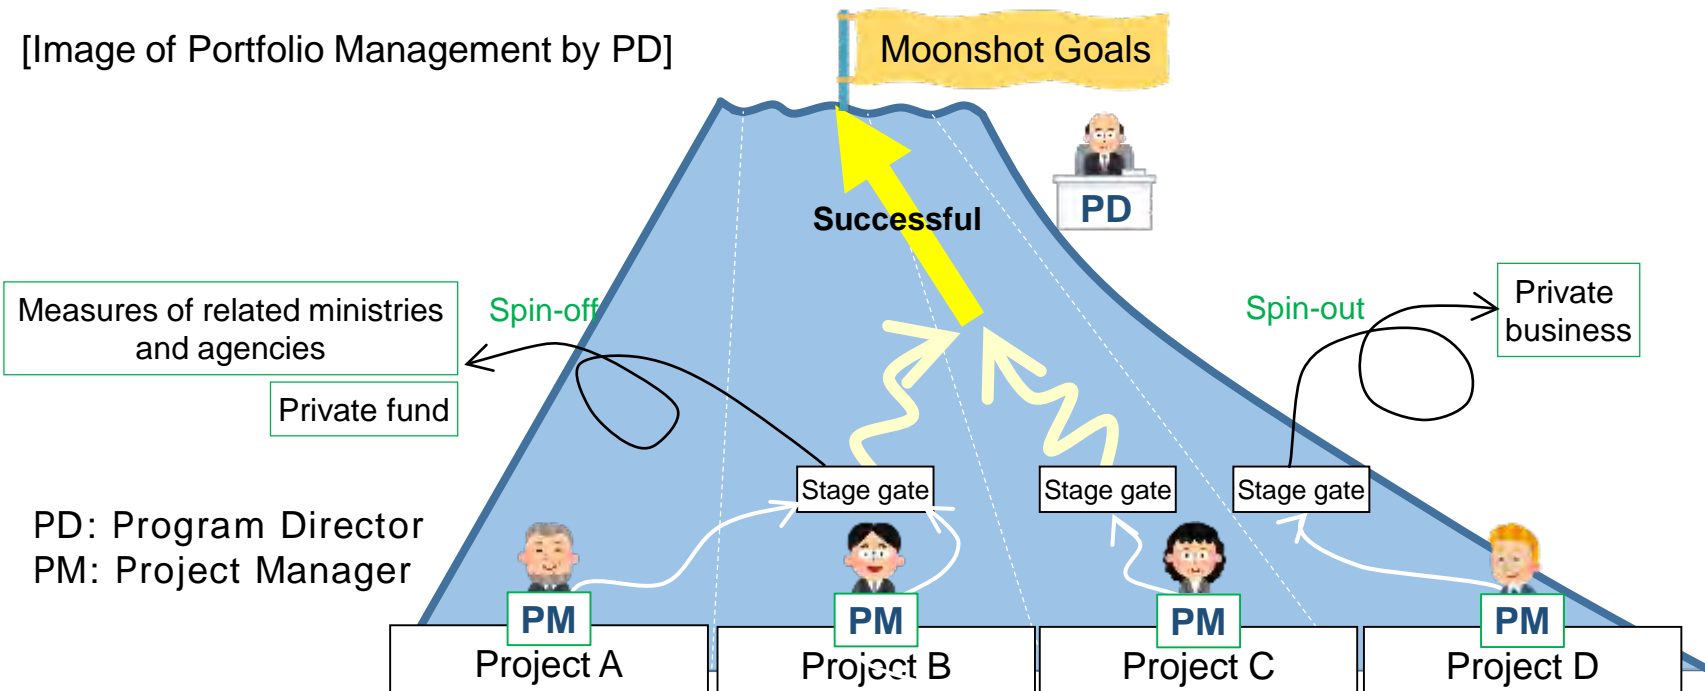 [Image of Portfolio Management by PD]
Moonshot Goals
PD
Successful
Measures of related ministries
and agencies
Spin-off
Private fund
Spin-out
Private
business
Stage gate
Stage gate
Stage gate
PD: Program Director
PM: Project Manager
PM
PM
PM
PM
Project A
Project B
Project C
Project D